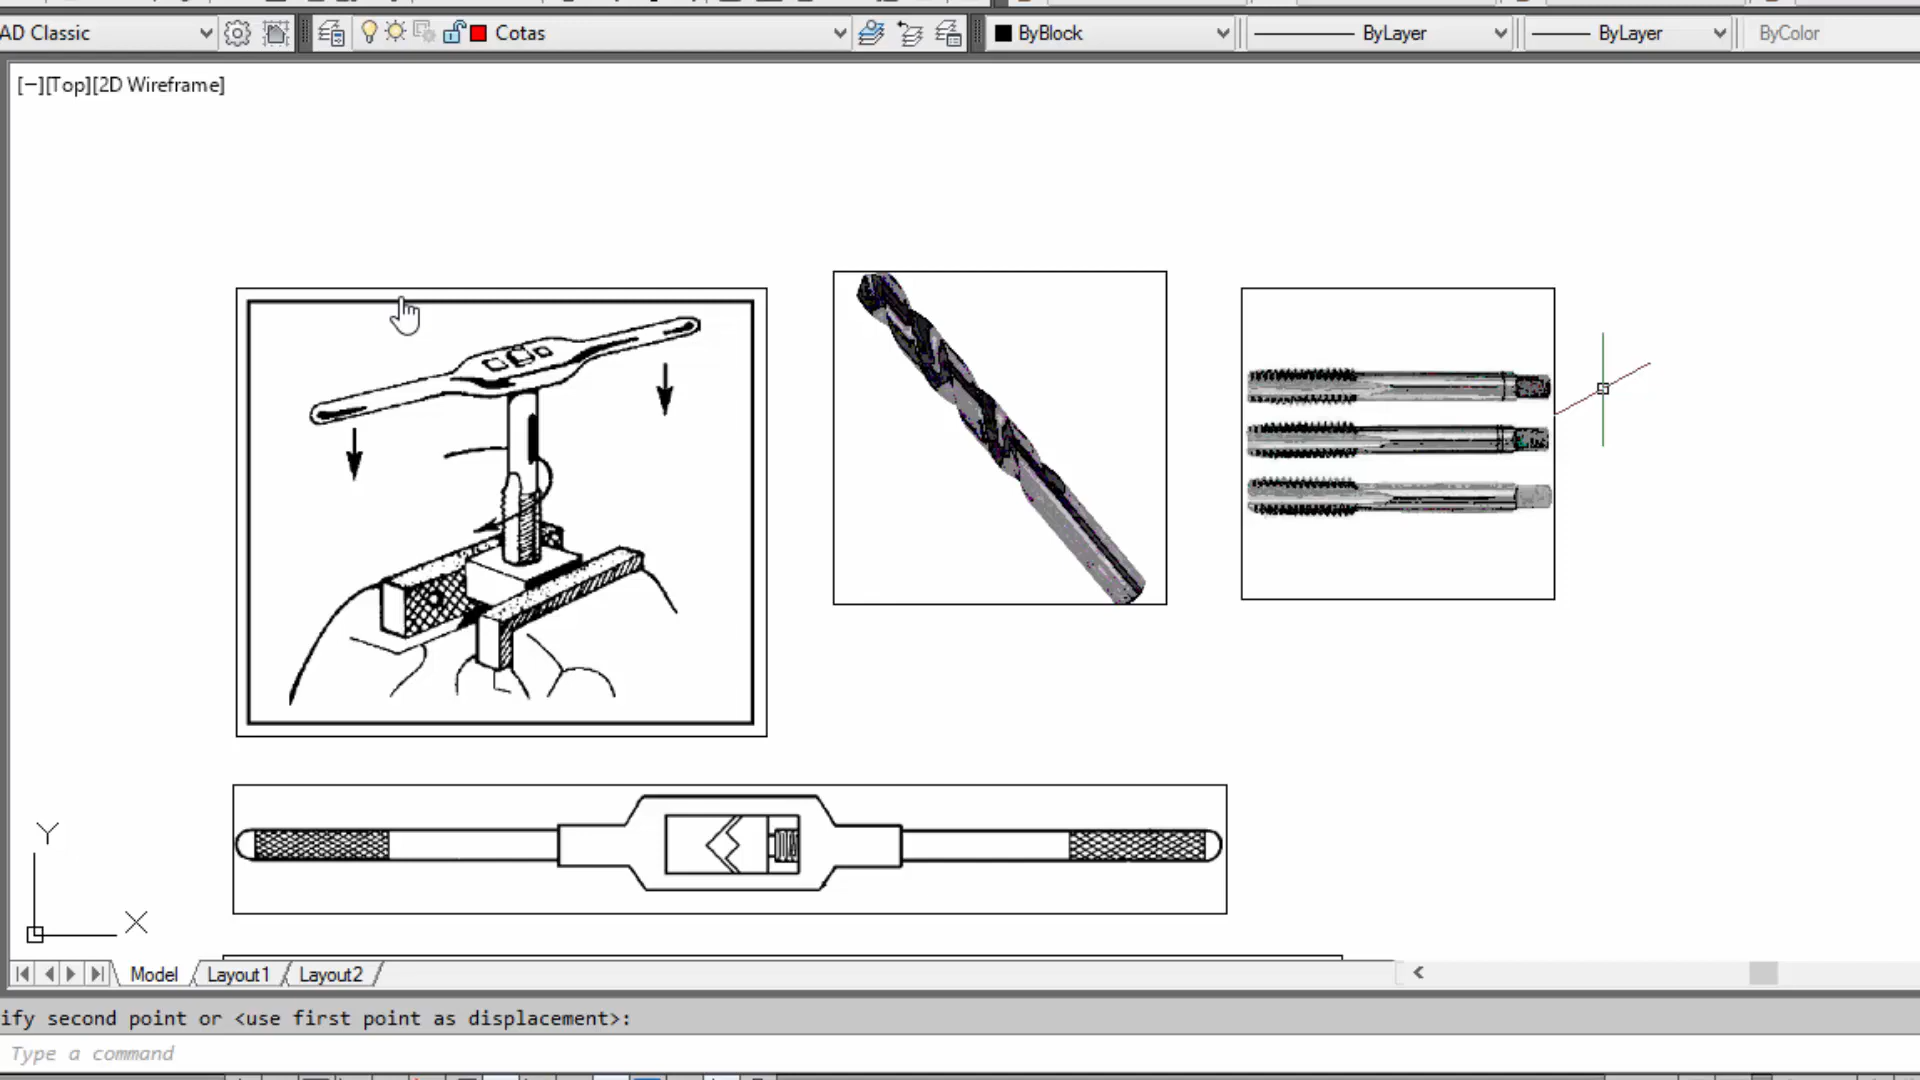 AD Classic
Cotas
ByBlock
ByLayer
ByLayer
ByColor
[−][Top][2D Wireframe]
Y
X
Model
Layout1
Layout2
ify second point or <use first point as displacement>:
Type a command